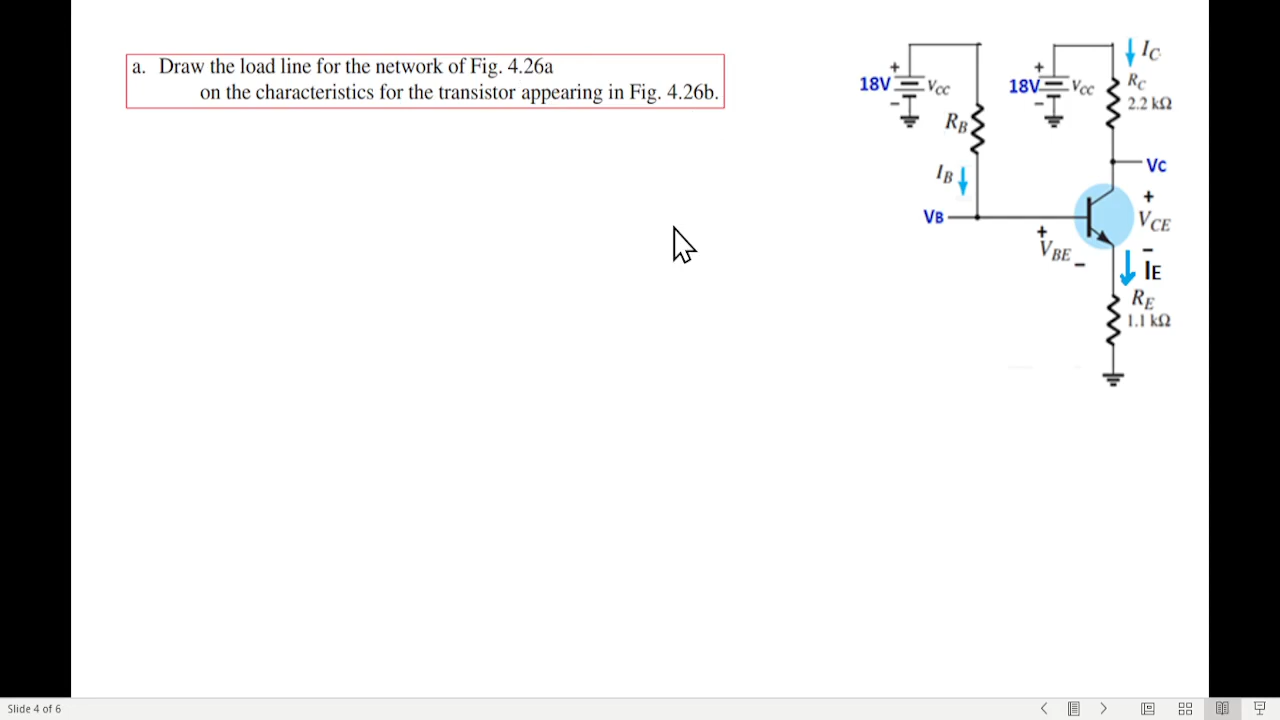 a. Draw the load line for the network of Fig. 4.26a
on the characteristics for the transistor appearing in Fig. 4.26b.
+
18V
VCC
−
RB
IB
VB
+
18V
VCC
−
IC
RC
2.2 kΩ
VC
+
VCE
−
+
VBE
−
IE
RE
1.1 kΩ
Slide 4 of 6